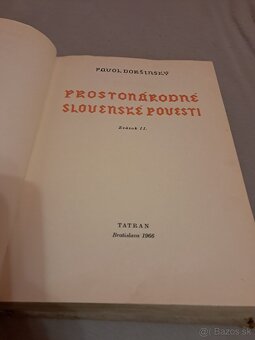 PAVOL DOBŠINSKÝ
PROSTONÁRODNÉ
SLOVENSKÉ POVESTI
Zväzok II.
TATRAN
Bratislava 1966
bazos.sk